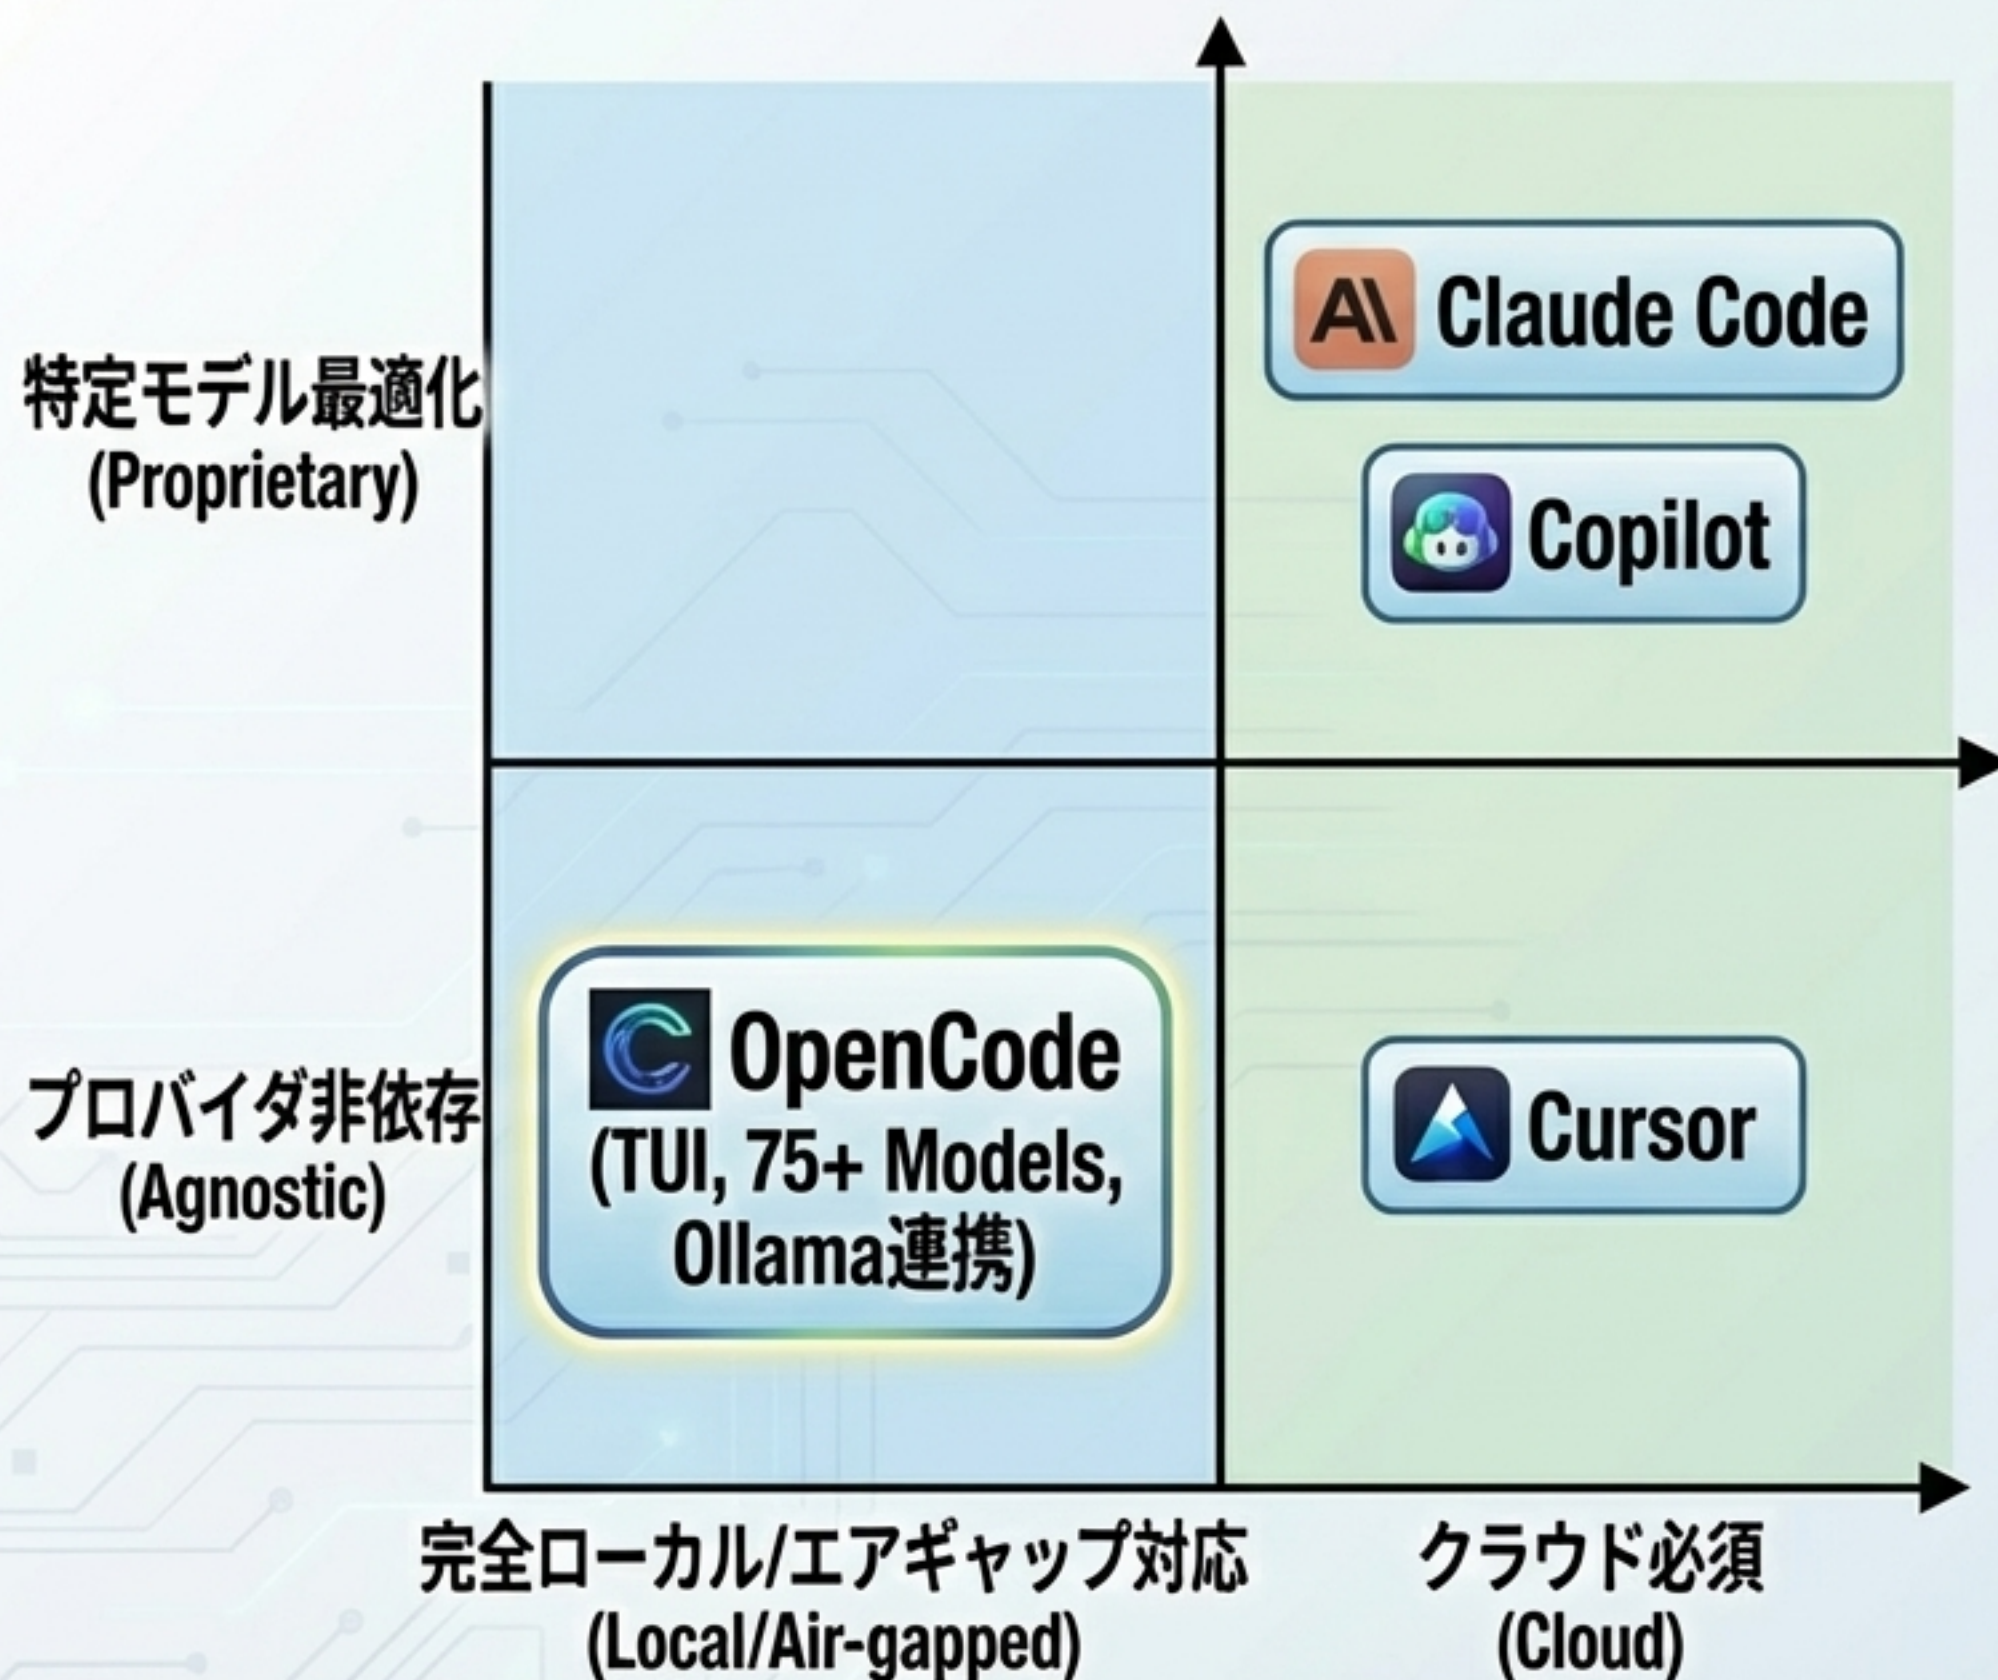 特定モデル最適化
(Proprietary)
Claude Code
Copilot
プロバイダ非依存
(Agnostic)
OpenCode
(TUI, 75+ Models,
Ollama連携)
Cursor
完全ローカル/エアギャップ対応
(Local/Air-gapped)
クラウド必須
(Cloud)